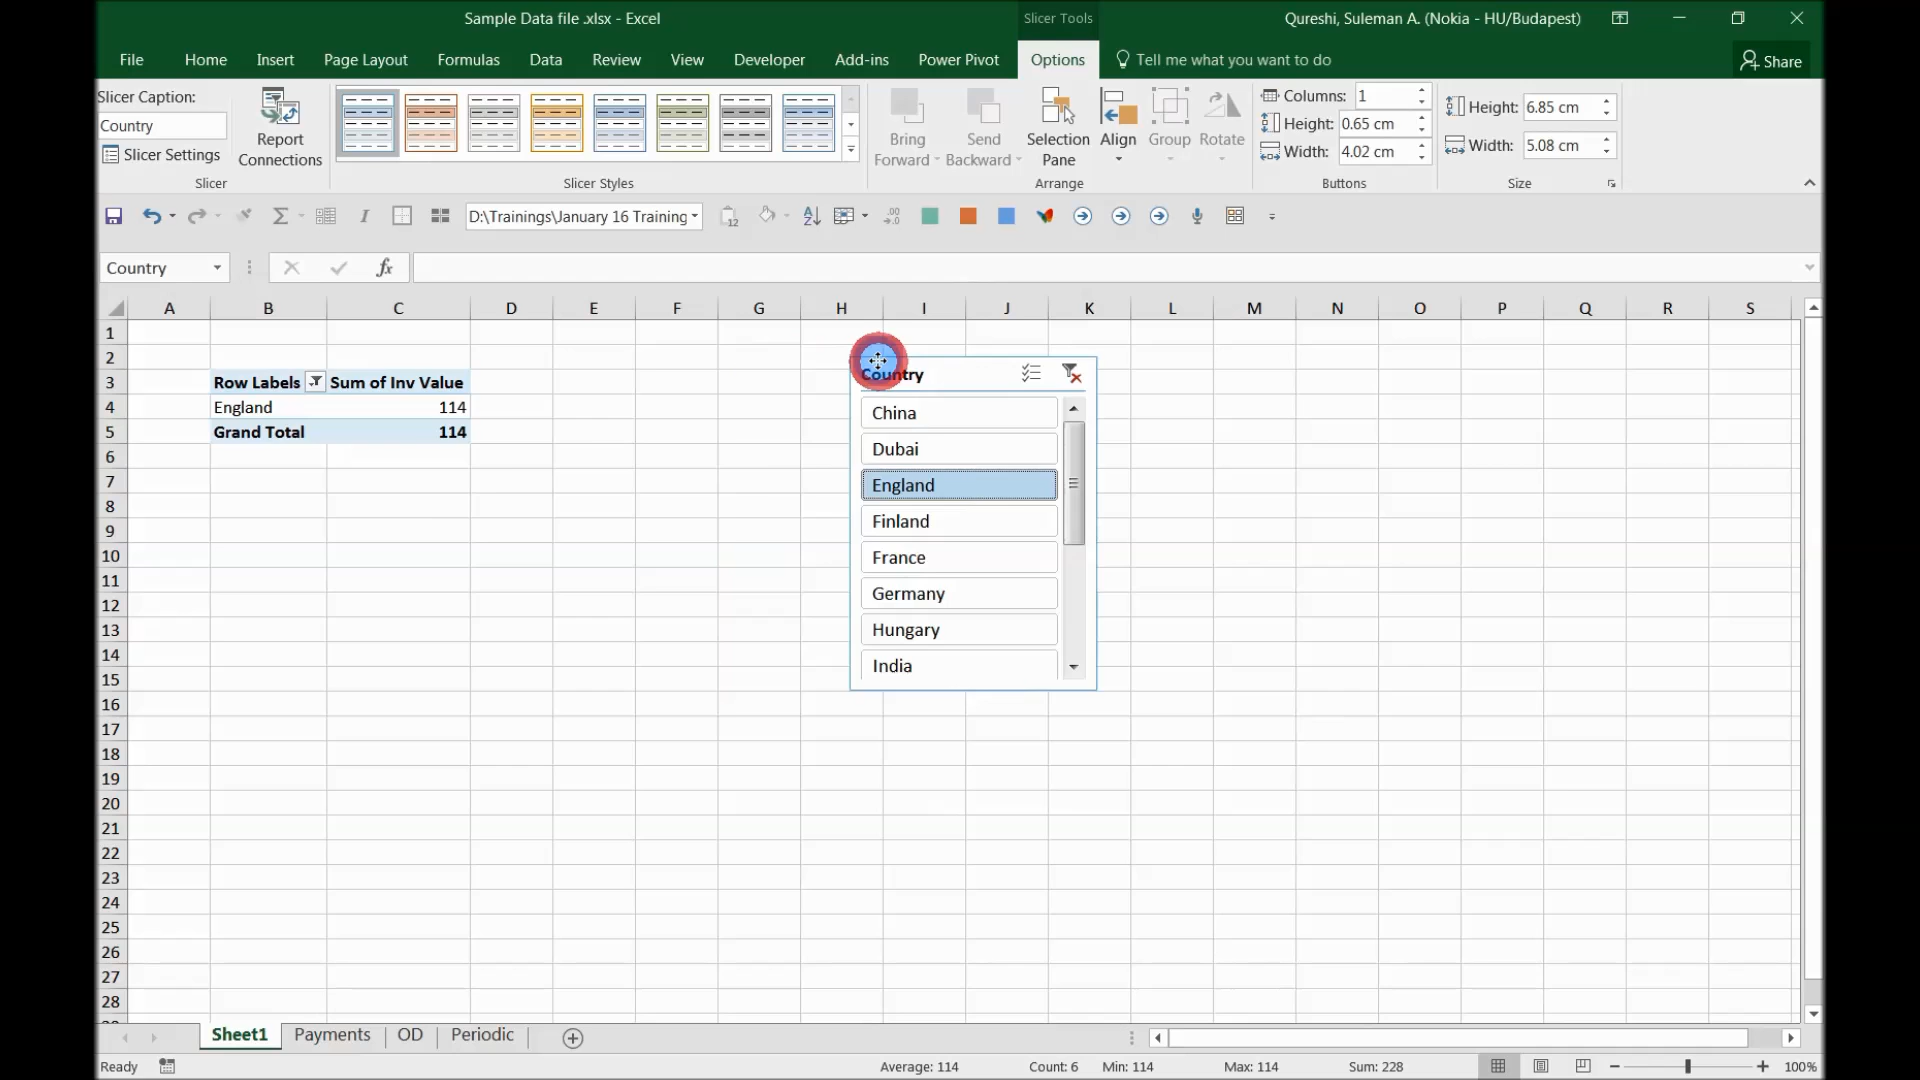 Sample Data file .xlsx - Excel
Slicer Tools
Qureshi, Suleman A. (Nokia - HU/Budapest)
File Home Insert Page Layout Formulas Data Review View Developer Add-ins Power Pivot Options Tell me what you want to do Share
Slicer Caption:
Country
Slicer Settings
Report
Connections
Slicer
Slicer Styles
Bring
Forward
Send
Backward
Selection
Pane
Align
Group
Rotate
Arrange
Columns: 1
Height: 0.65 cm
Width: 4.02 cm
Buttons
Height: 6.85 cm
Width: 5.08 cm
Size
D:\Trainings\January 16 Training
12
.00
Country
fx
A B C D E F G H I J K L M N O P Q R S
1
2
3 Row Labels Sum of Inv Value
4 England 114
5 Grand Total 114
6
7
8
9
10
11
12
13
14
15
16
17
18
19
20
21
22
23
24
25
26
27
28
Country
China
Dubai
England
Finland
France
Germany
Hungary
India
Sheet1 Payments OD Periodic
Ready Average: 114 Count: 6 Min: 114 Max: 114 Sum: 228 100%